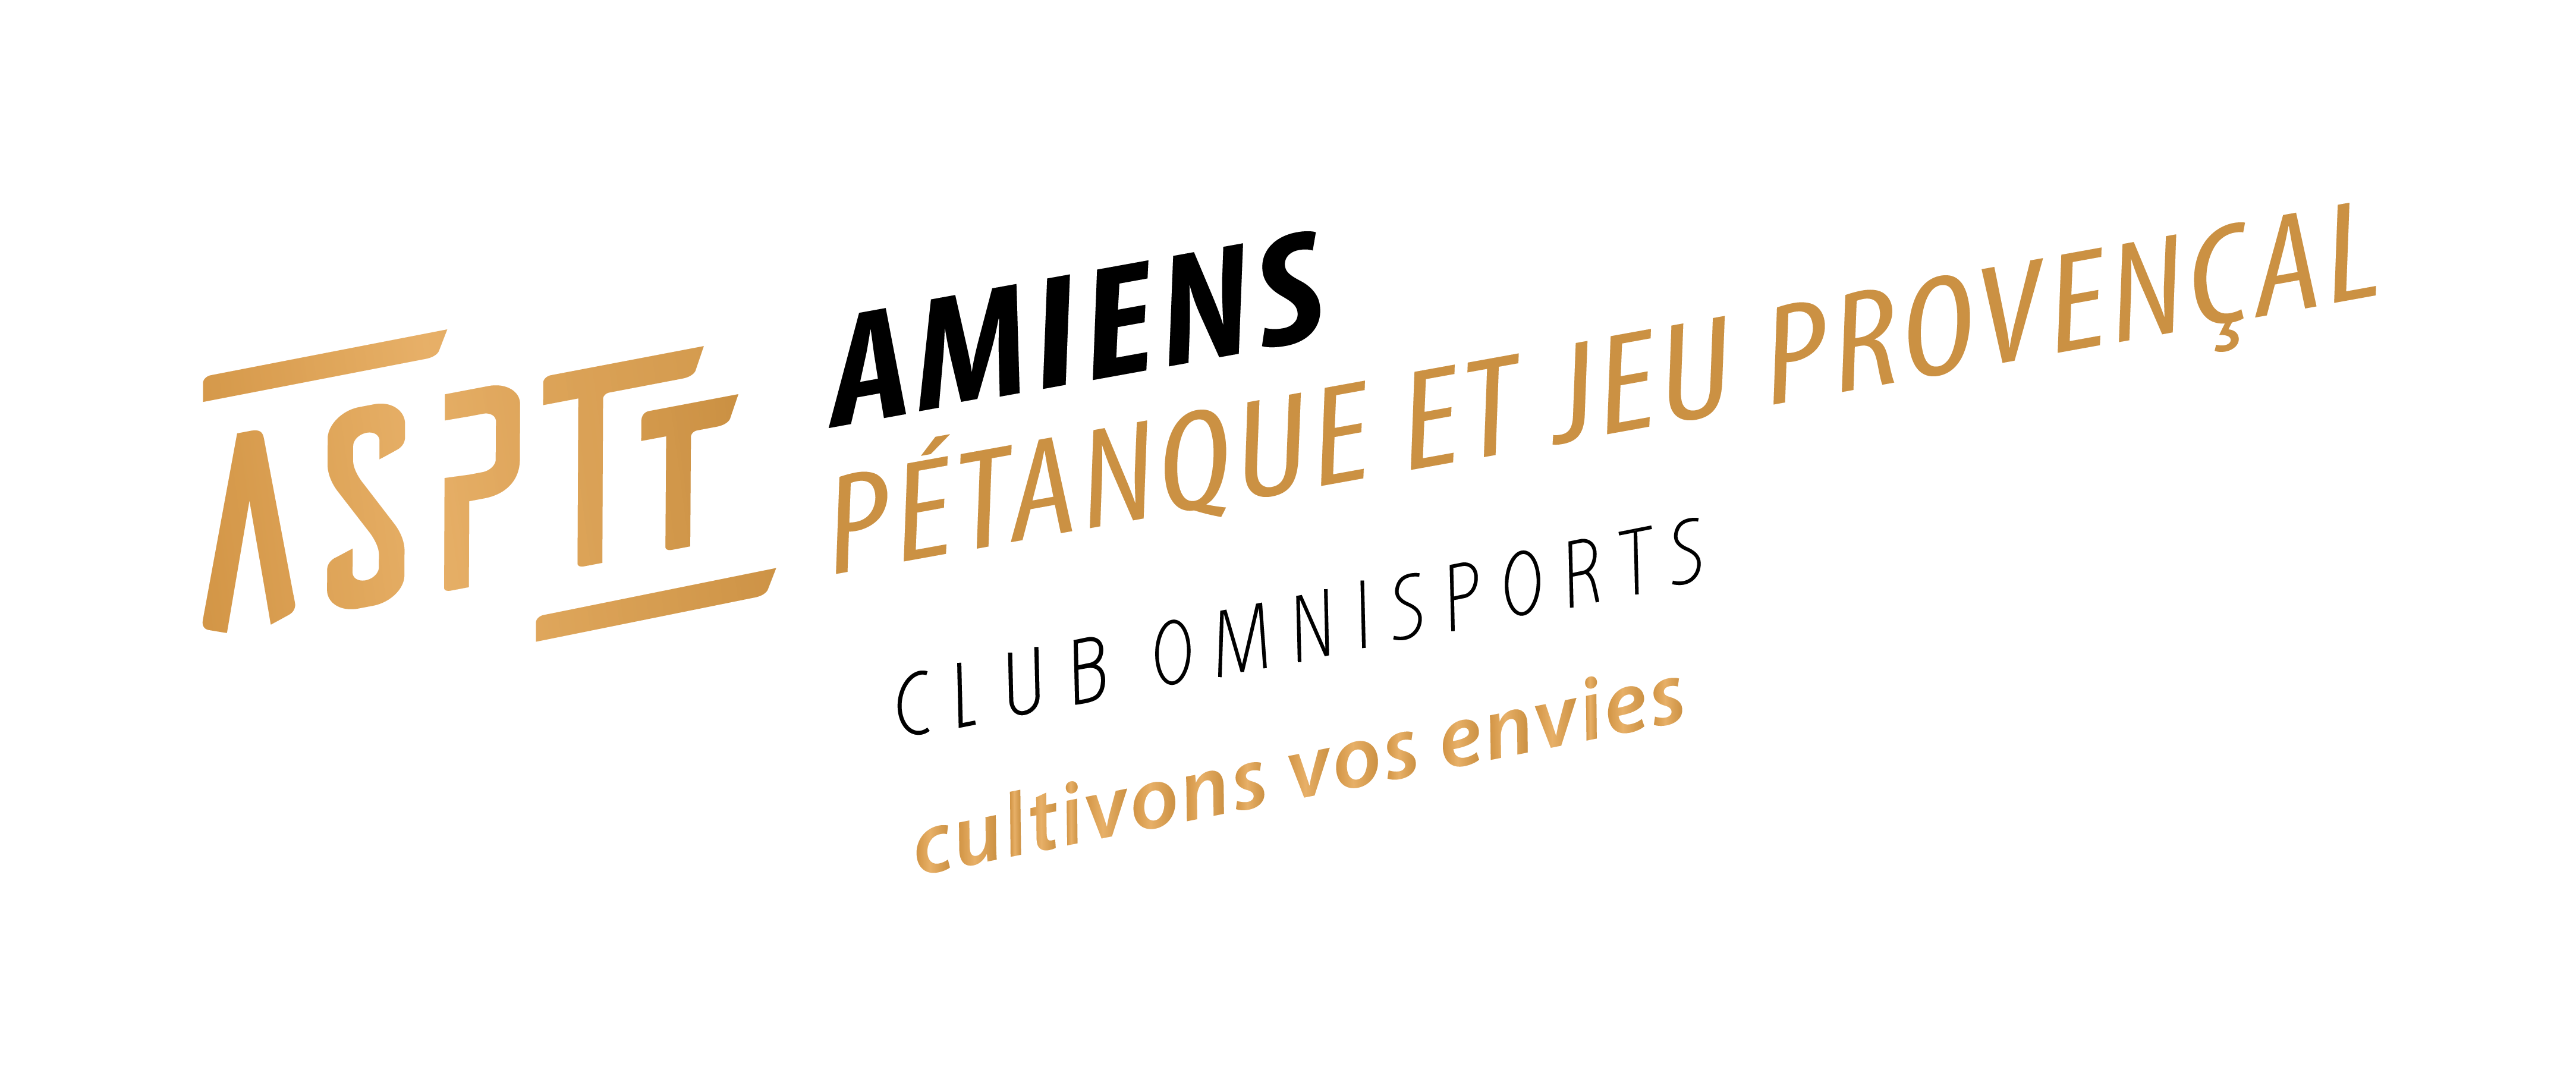 ASPTT
AMIENS
PÉTANQUE ET JEU PROVENÇAL
CLUB OMNISPORTS
cultivons vos envies